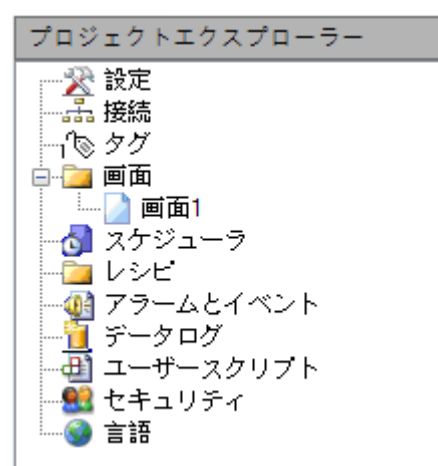 プロジェクトエクスプローラー
設定
接続
タグ
画面
画面1
スケジューラ
レシピ
アラームとイベント
データログ
ユーザースクリプト
セキュリティ
言語